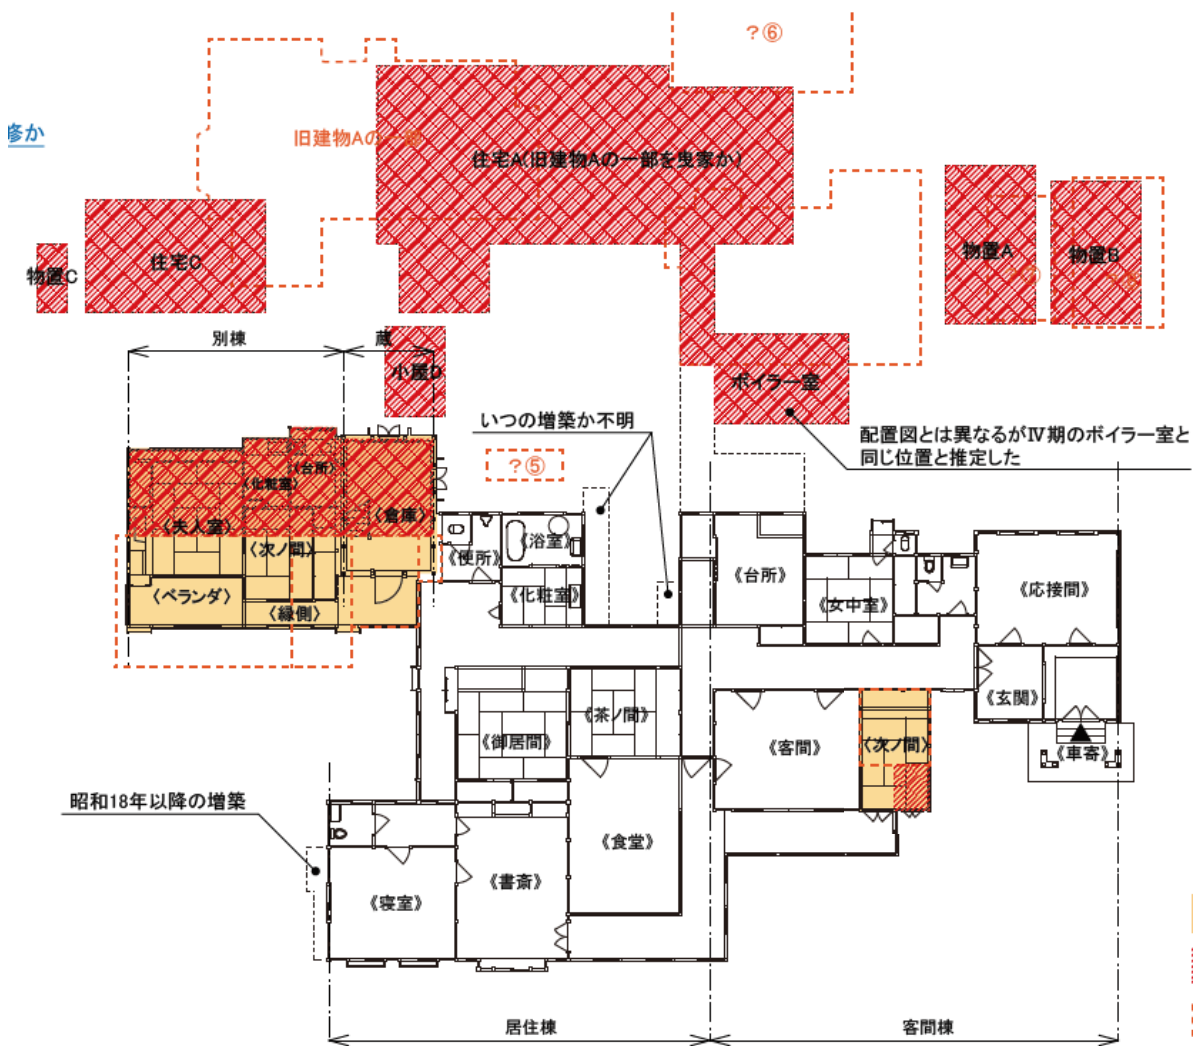 ?⑥
修か
旧建物Aの一部
住宅A(旧建物Aの一部を曳家か)
物置C
住宅C
物置A
物置B
別棟
蔵
小屋D
ボイラー室
いつの増築か不明
配置図とは異なるがⅣ期のボイラー室と
同じ位置と推定した
?⑤
〈台所〉
〈化粧室〉
〈夫人室〉
〈倉庫〉
〈次ノ間〉
〈ベランダ〉
〈縁側〉
《便所》
《浴室》
《化粧室》
《台所》
《女中室》
《応接間》
《玄関》
《車寄》
《茶ノ間》
《御居間》
《客間》
《次ノ間》
昭和18年以降の増築
《食堂》
《書斎》
《寝室》
居住棟
客間棟